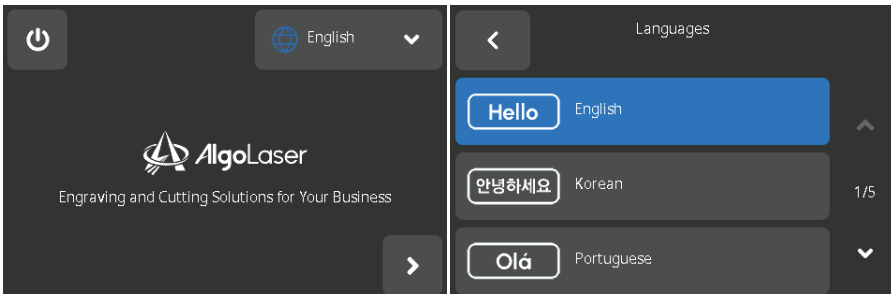 English
AlgoLaser
Engraving and Cutting Solutions for Your Business
Languages
Hello English
안녕하세요 Korean
1/5
Olá Portuguese